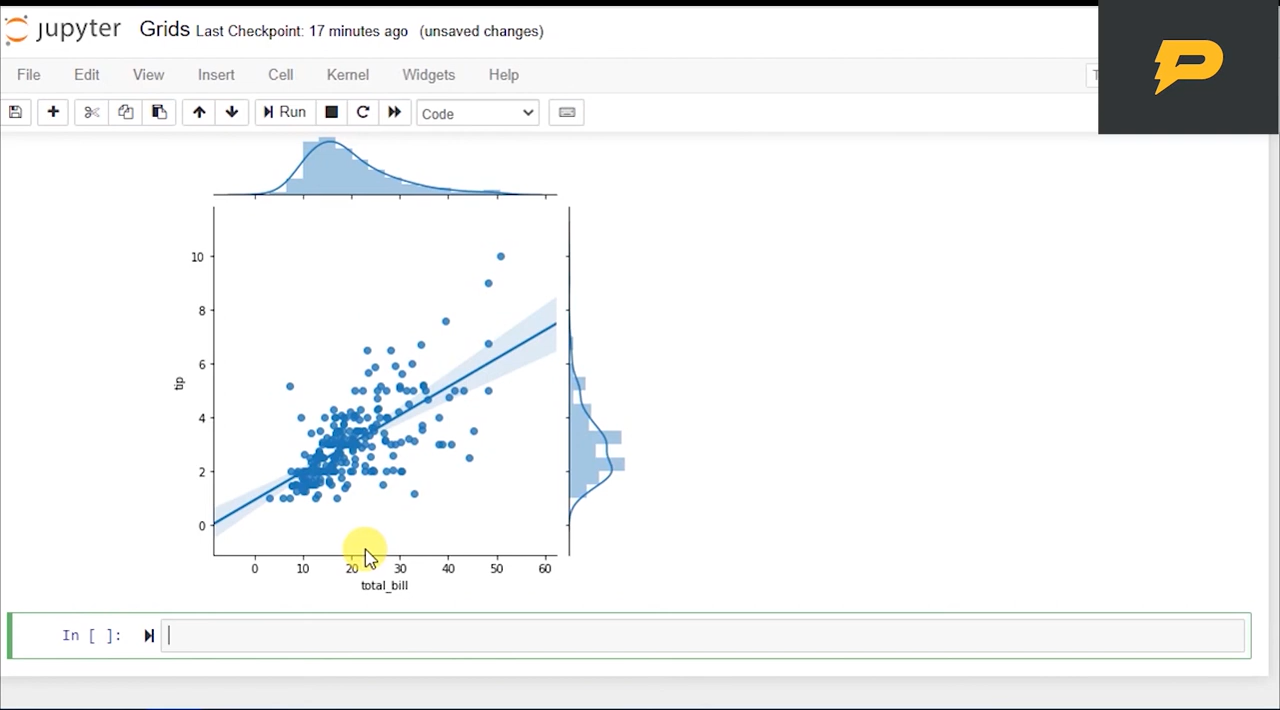 jupyter Grids Last Checkpoint: 17 minutes ago (unsaved changes)
File Edit View Insert Cell Kernel Widgets Help T
Run Code
10
8
6
4
2
0
tip
0 10 20 30 40 50 60
total_bill
In [ ]: